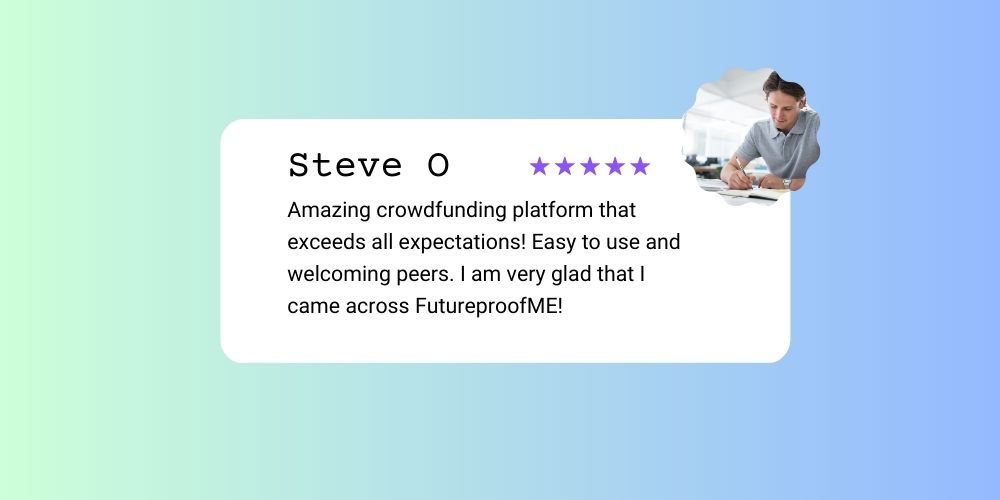 Steve O
Amazing crowdfunding platform that
exceeds all expectations! Easy to use and
welcoming peers. I am very glad that I
came across FutureproofME!